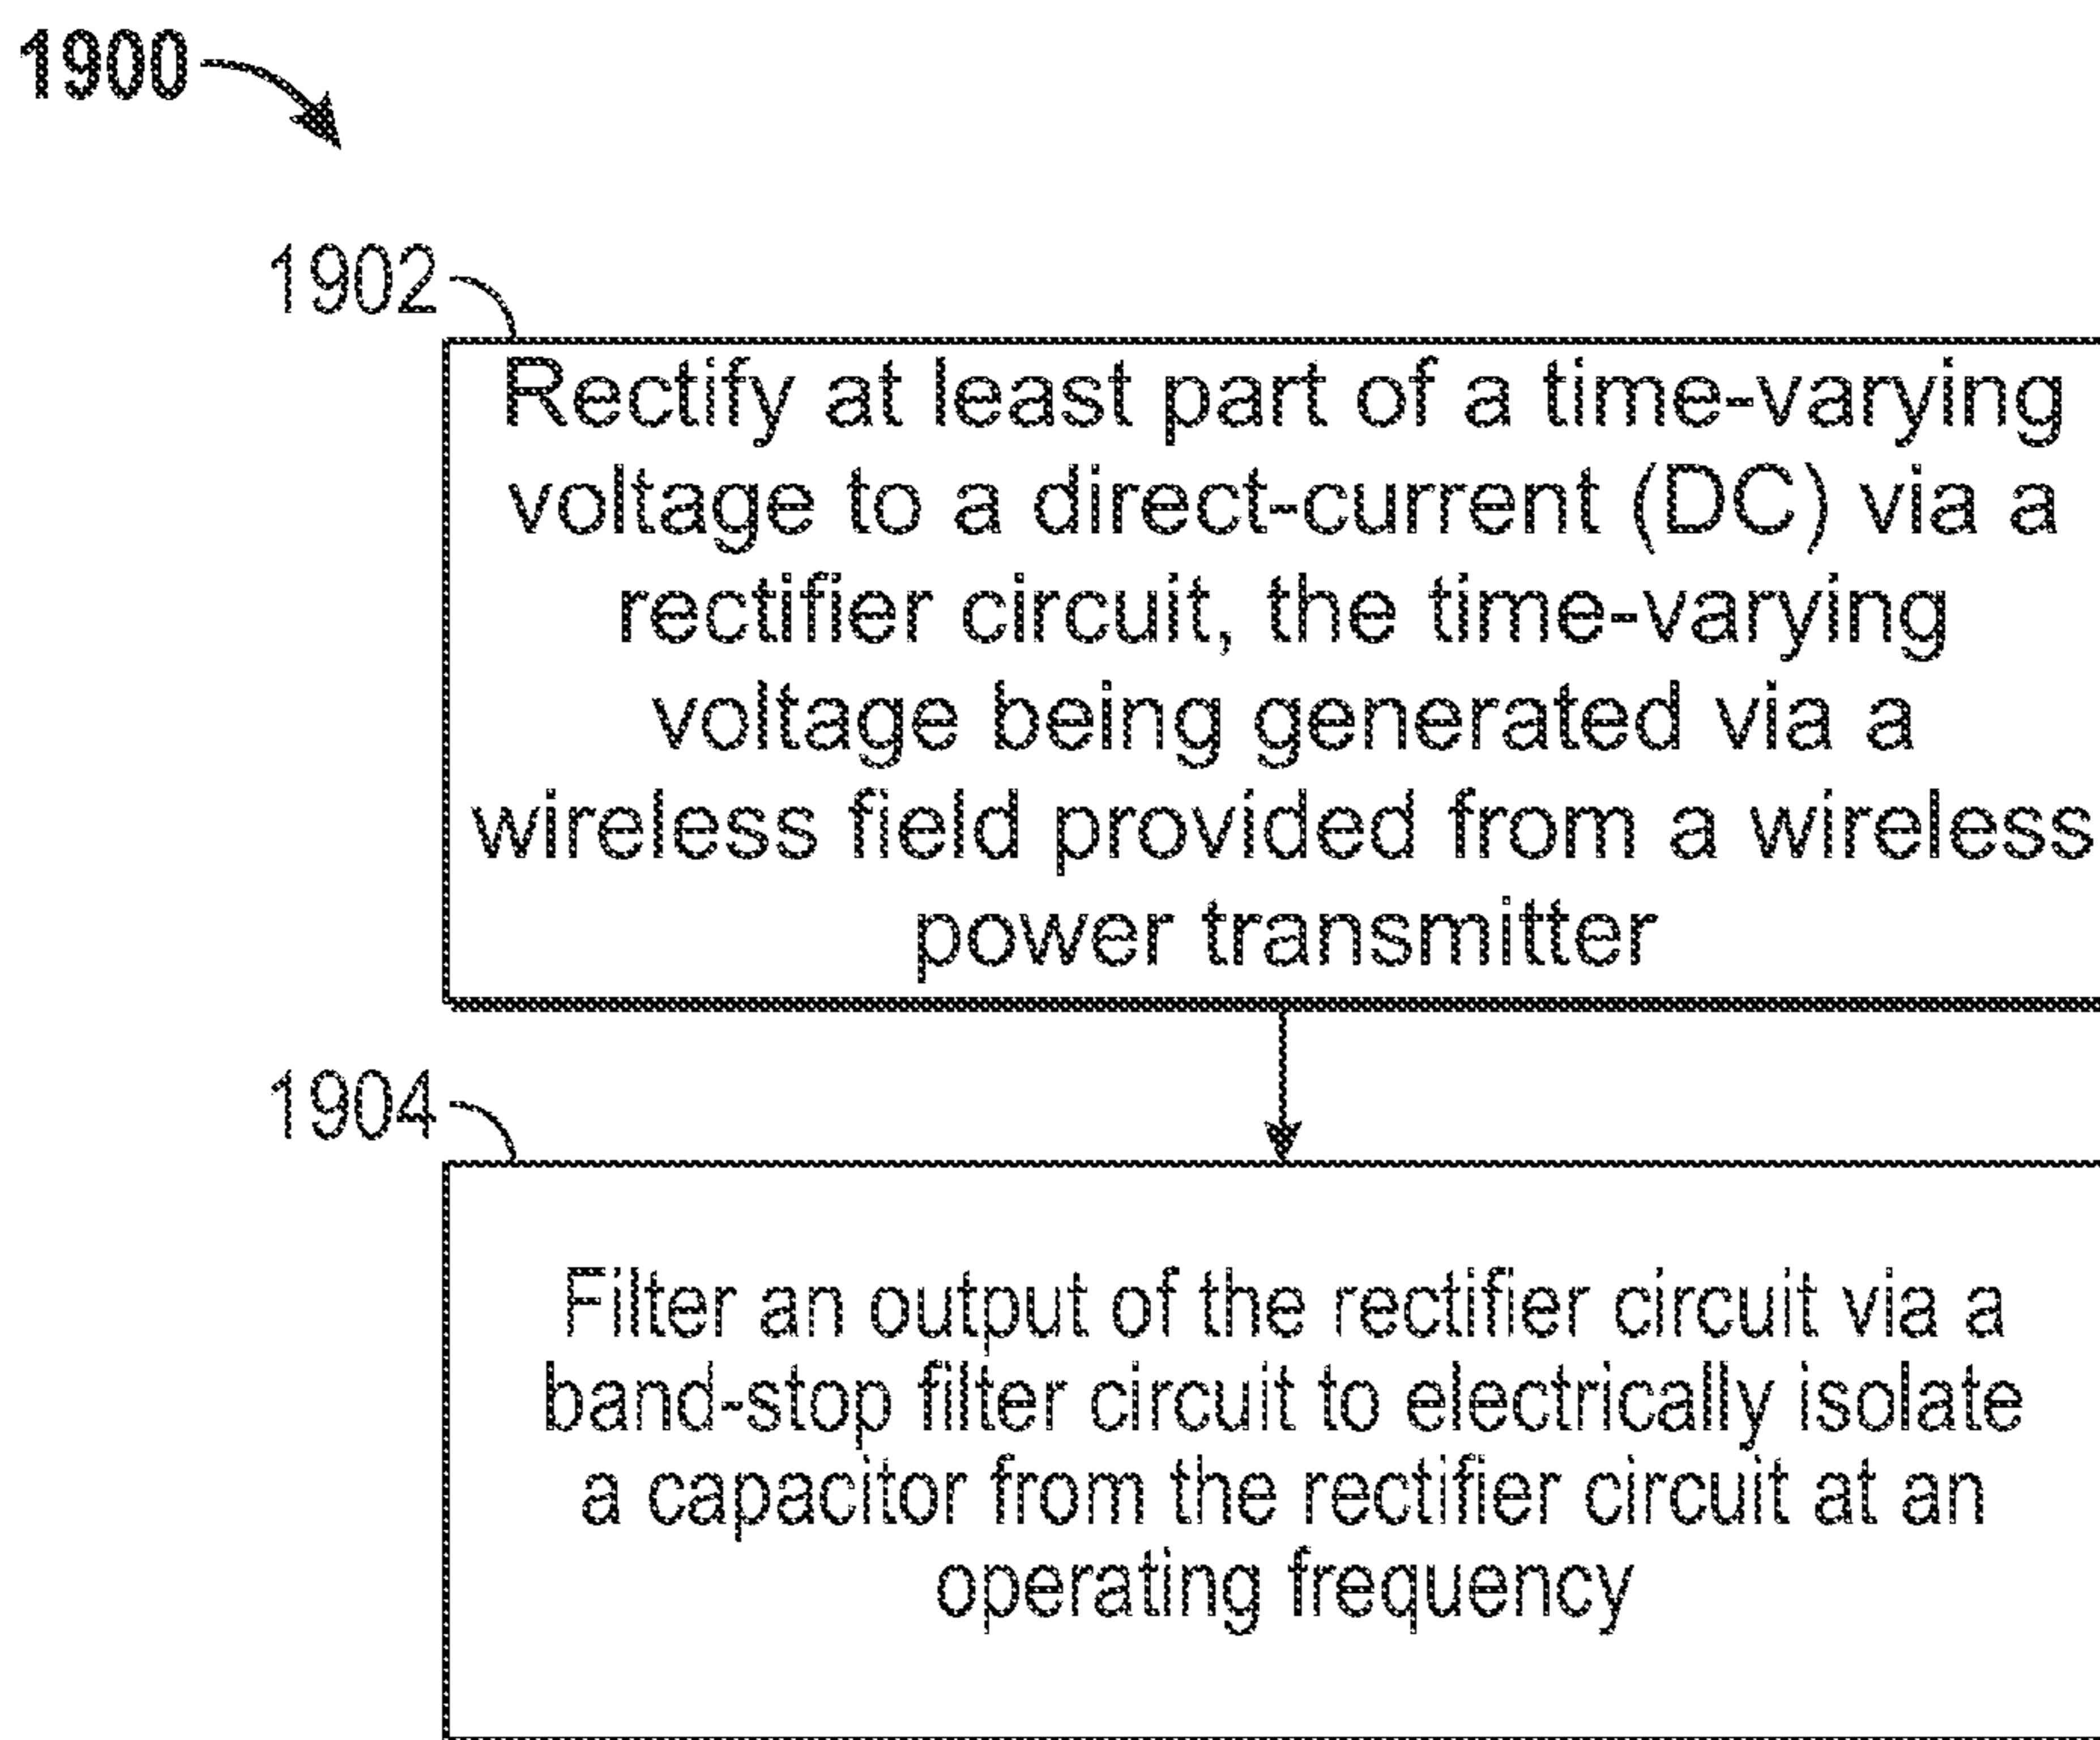 1900
1902
Rectify at least part of a time-varying
voltage to a direct-current (DC) via a
rectifier circuit, the time-varying
voltage being generated via a
wireless field provided from a wireless
power transmitter
1904
Filter an output of the rectifier circuit via a
band-stop filter circuit to electrically isolate
a capacitor from the rectifier circuit at an
operating frequency